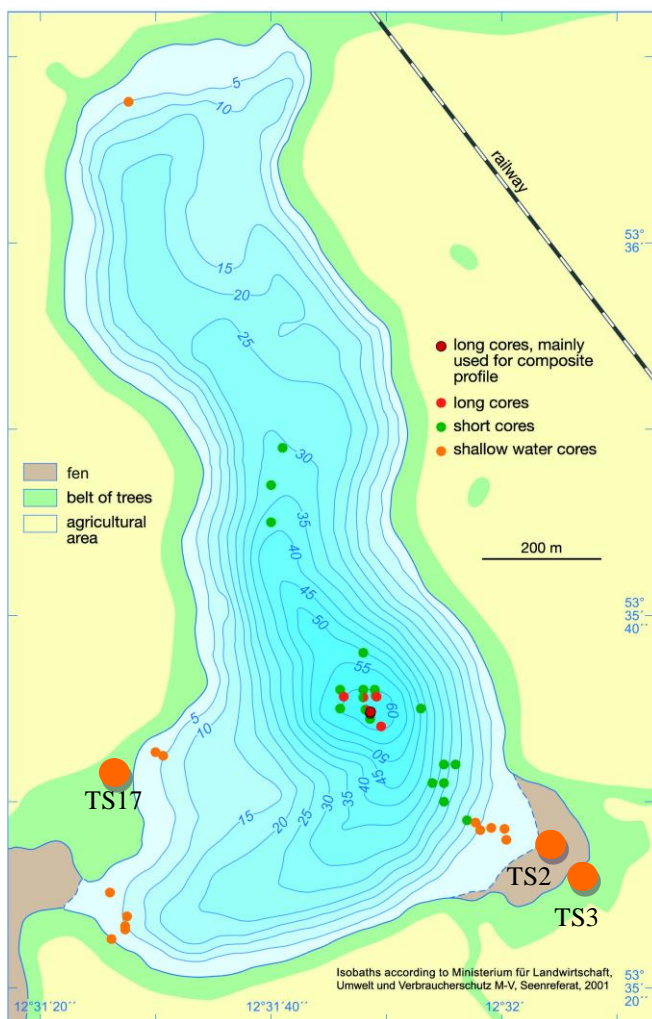 5
10
railway
53°
36´
15
20
25
long cores, mainly
used for composite
profile
long cores
short cores
shallow water cores
30
fen
belt of trees
agricultural
area
35
200 m
40
45
50
53°
35´
40´´
55
60
5
10
50
45
40
35
30
25
20
15
TS17
TS2
TS3
Isobaths according to Ministerium für Landwirtschaft,
Umwelt und Verbraucherschutz M-V, Seenreferat, 2001
53°
35´
20´´
12°31´20´´
12°31´40´´
12°32´